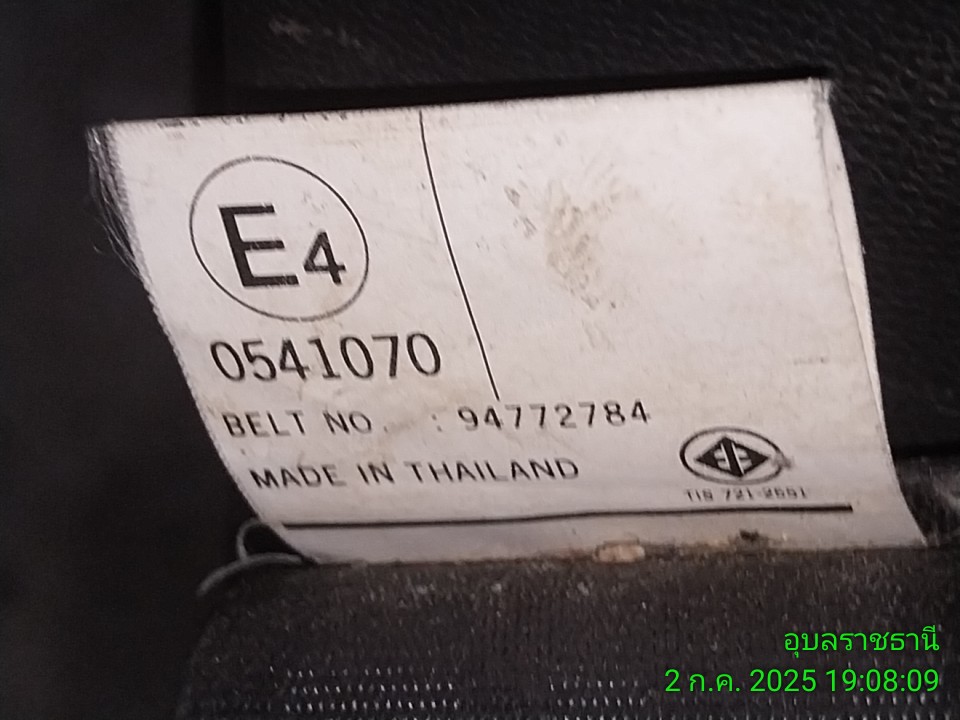 E4
0541070
BELT NO. : 94772784
MADE IN THAILAND
TIS 721-2551
อุบลราชธานี
2 ก.ค. 2025 19:08:09